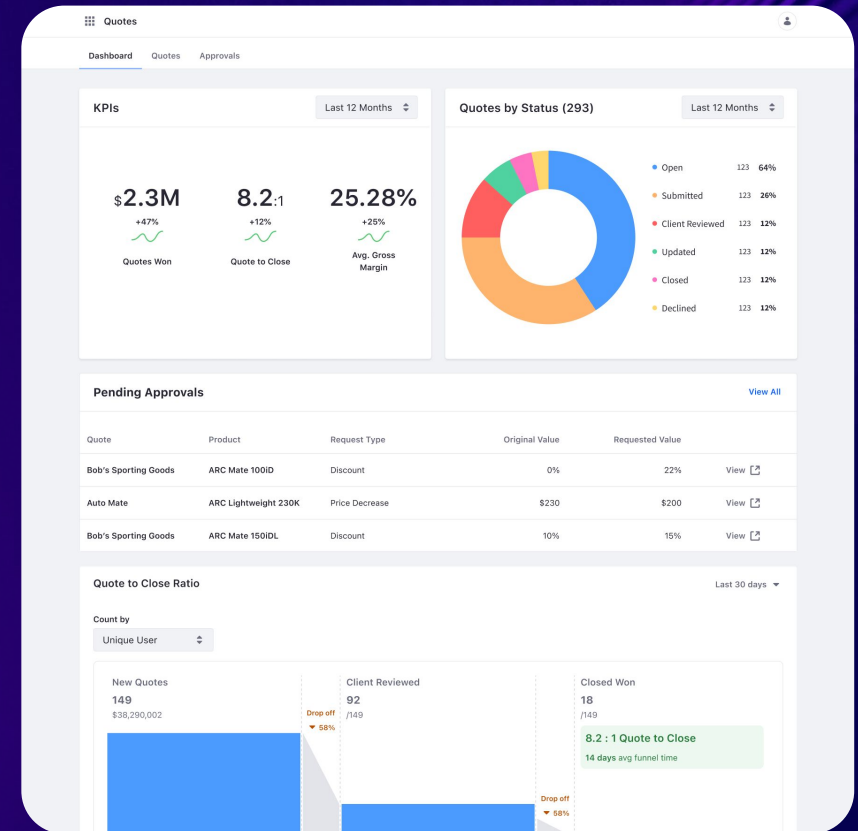 Quotes
Dashboard Quotes Approvals
KPIs
Last 12 Months
$2.3M
+47%
Quotes Won
8.2:1
+12%
Quote to Close
25.28%
+25%
Avg. Gross
Margin
Quotes by Status (293)
Last 12 Months
Open 123 64%
Submitted 123 26%
Client Reviewed 123 12%
Updated 123 12%
Closed 123 12%
Declined 123 12%
Pending Approvals
View All
Quote Product Request Type Original Value Requested Value
Bob's Sporting Goods ARC Mate 100iD Discount 0% 22% View
Auto Mate ARC Lightweight 230K Price Decrease $230 $200 View
Bob's Sporting Goods ARC Mate 150iDL Discount 10% 15% View
Quote to Close Ratio
Last 30 days
Count by
Unique User
New Quotes
149
$38,290,002
Drop off
58%
Client Reviewed
92
/149
Drop off
58%
Closed Won
18
/149
8.2 : 1 Quote to Close
14 days avg funnel time